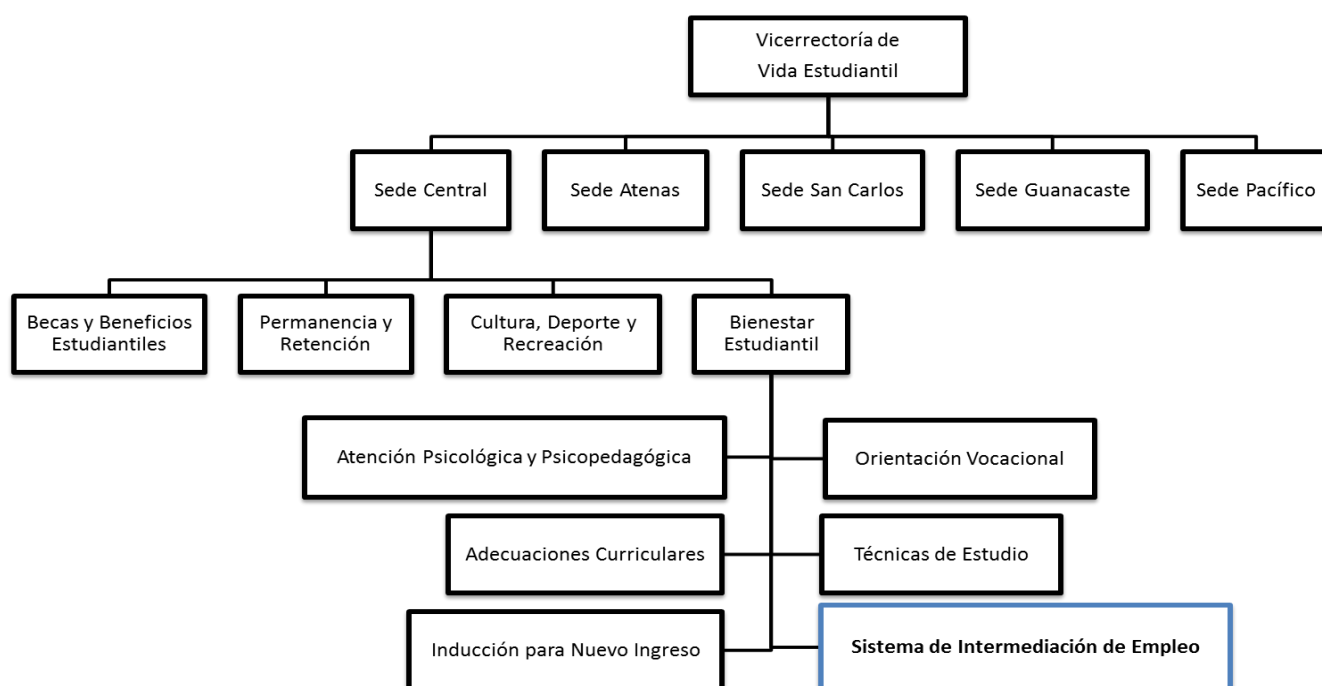 Vicerrectoría de
Vida Estudiantil
Sede Central
Sede Atenas
Sede San Carlos
Sede Guanacaste
Sede Pacífico
Becas y Beneficios
Estudiantiles
Permanencia y
Retención
Cultura, Deporte y
Recreación
Bienestar
Estudiantil
Atención Psicológica y Psicopedagógica
Orientación Vocacional
Adecuaciones Curriculares
Técnicas de Estudio
Inducción para Nuevo Ingreso
Sistema de Intermediación de Empleo